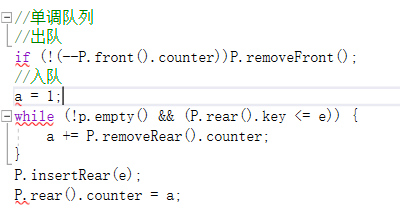 //单调队列
//出队
if (!(--P.front().counter))P.removeFront();
//入队
a = 1;
while (!p.empty() && (P.rear().key <= e)) {
    a += P.removeRear().counter;
}
P.insertRear(e);
P.rear().counter = a;